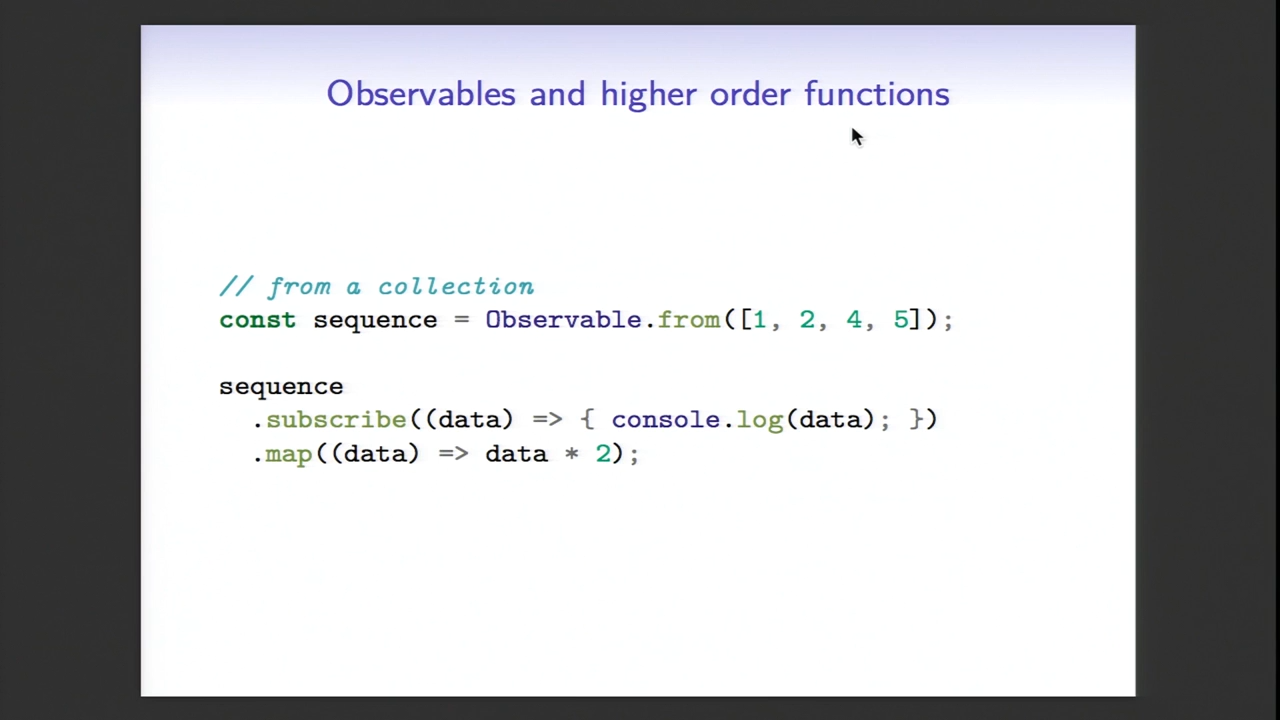 Observables and higher order functions
// from a collection
const sequence = Observable.from([1, 2, 4, 5]);
sequence
.subscribe((data) => { console.log(data); })
.map((data) => data * 2);